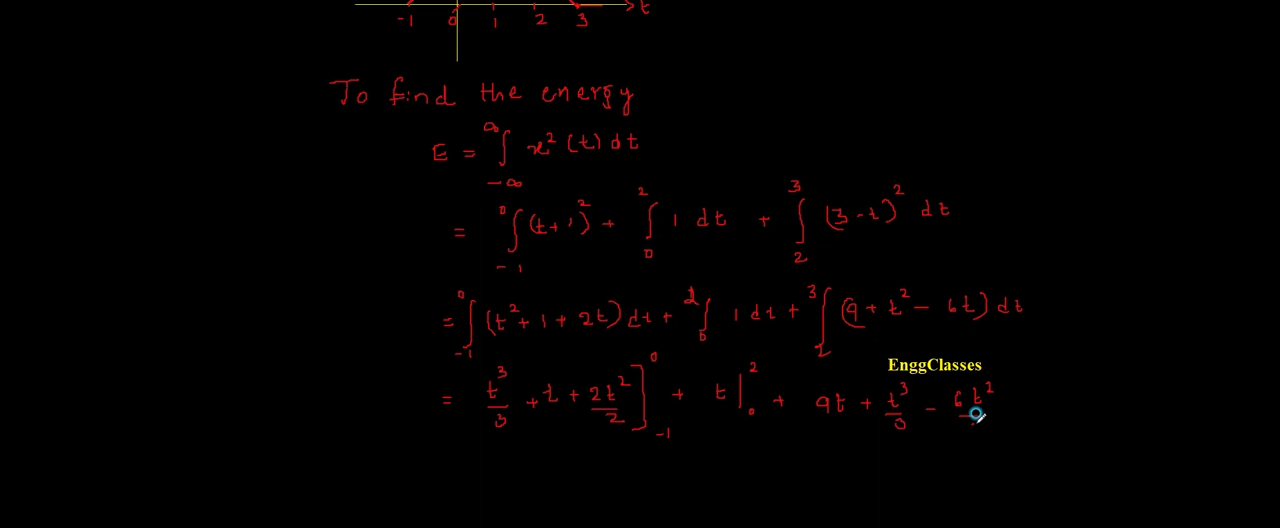 -1 0 1 2 3 t
To find the energy
E = ∫_{-∞}^{∞} x²(t) dt
= ∫_{-1}^{0} (t+1)² + ∫_{0}^{2} 1 dt + ∫_{2}^{3} (3-t)² dt
= ∫_{-1}^{0} (t² + 1 + 2t) dt + ∫_{0}^{2} 1 dt + ∫_{2}^{3} (9 + t² - 6t) dt
EnggClasses
= t³/3 + t + 2t²/2 ]_{-1}^{0} + t |_{0}^{2} + 9t + t³/3 - 6t²